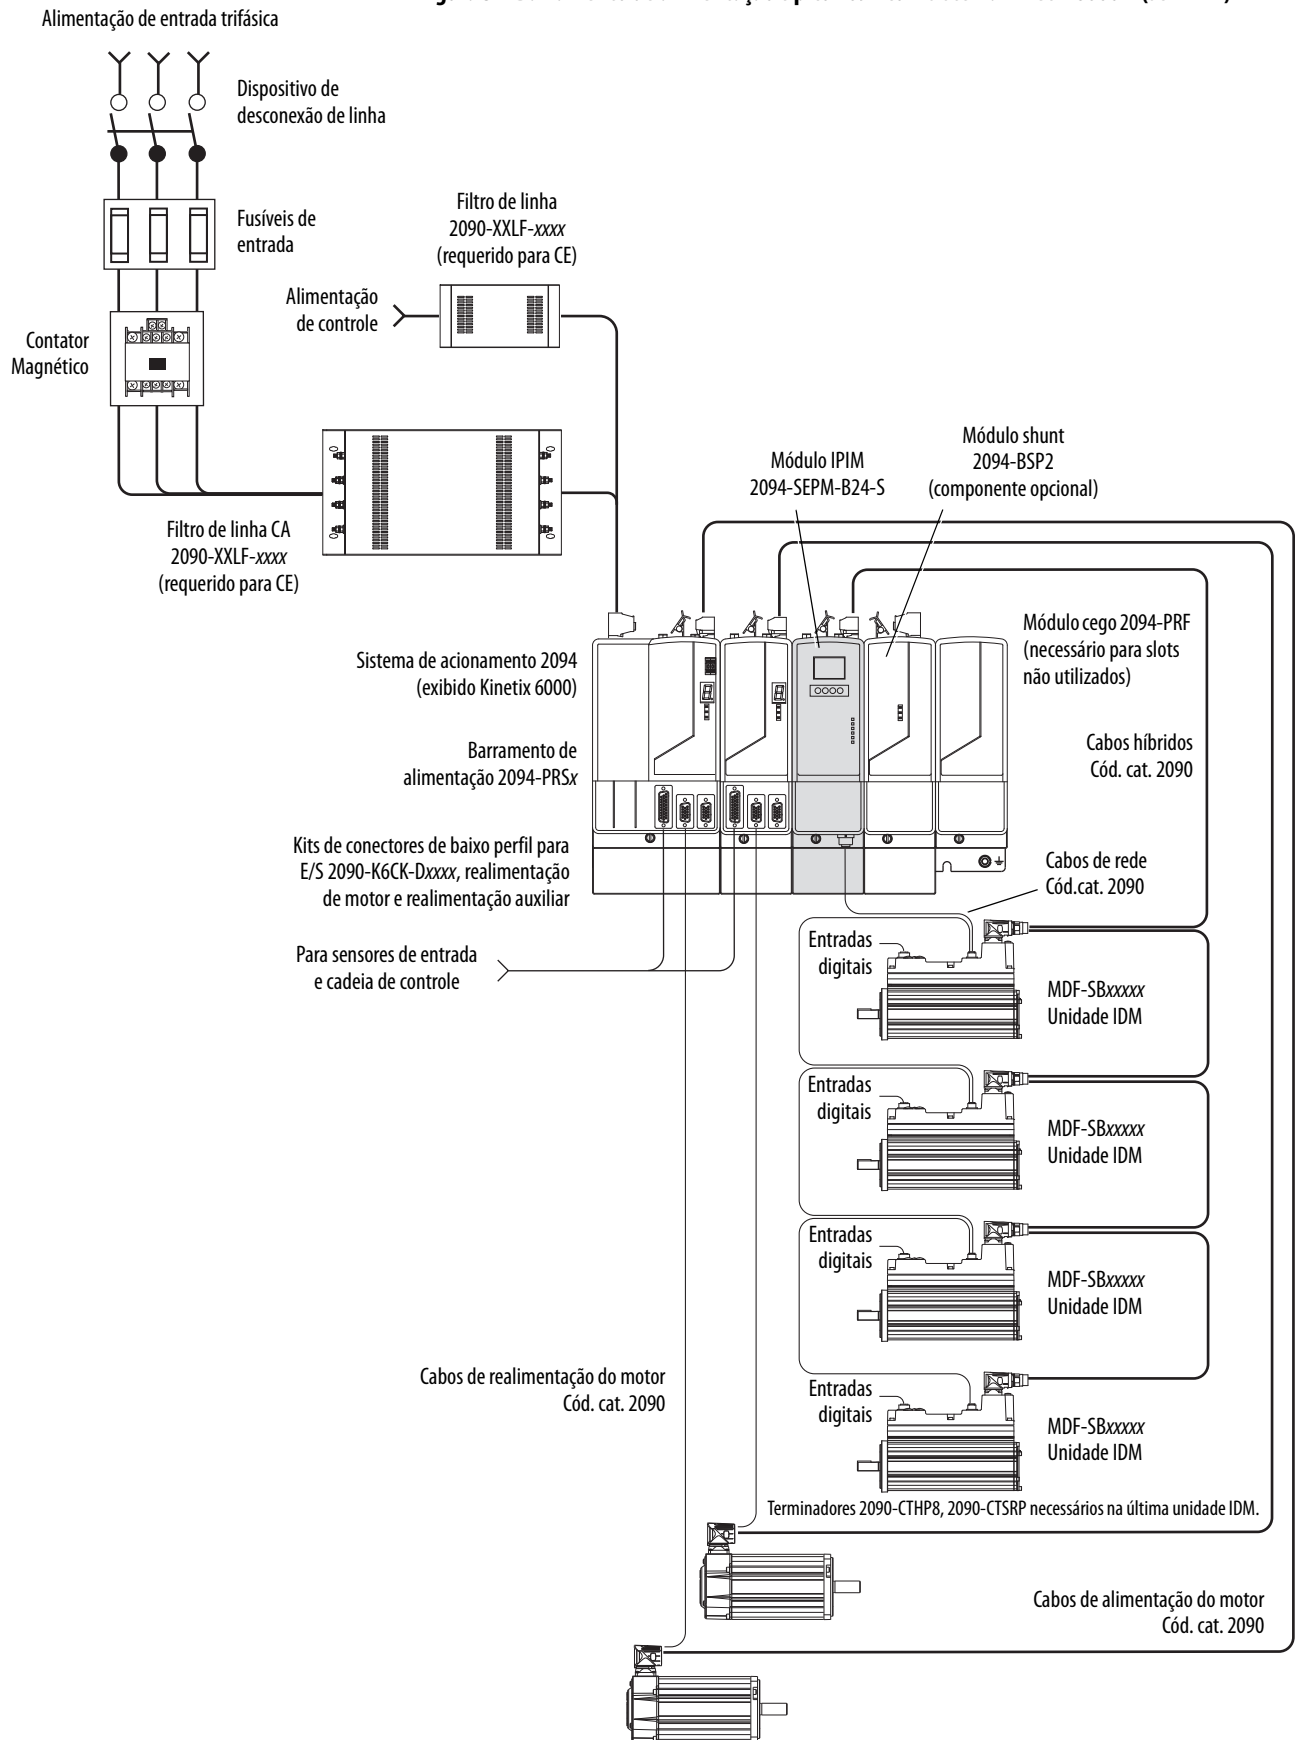 Alimentação de entrada trifásica
Dispositivo de
desconexão de linha
Fusíveis de
entrada
Filtro de linha
2090-XXLF-xxxx
(requerido para CE)
Alimentação
de controle
Contator
Magnético
Filtro de linha CA
2090-XXLF-xxxx
(requerido para CE)
Módulo IPIM
2094-SEPM-B24-S
Módulo shunt
2094-BSP2
(componente opcional)
Sistema de acionamento 2094
(exibido Kinetix 6000)
Módulo cego 2094-PRF
(necessário para slots
não utilizados)
Barramento de
alimentação 2094-PRSx
Cabos híbridos
Cód. cat. 2090
Kits de conectores de baixo perfil para
E/S 2090-K6CK-Dxxxx, realimentação
de motor e realimentação auxiliar
Cabos de rede
Cód.cat. 2090
Para sensores de entrada
e cadeia de controle
Entradas
digitais
MDF-SBxxxxx
Unidade IDM
Entradas
digitais
MDF-SBxxxxx
Unidade IDM
Entradas
digitais
MDF-SBxxxxx
Unidade IDM
Cabos de realimentação do motor
Cód. cat. 2090
Entradas
digitais
MDF-SBxxxxx
Unidade IDM
Terminadores 2090-CTHP8, 2090-CTSRP necessários na última unidade IDM.
Cabos de alimentação do motor
Cód. cat. 2090